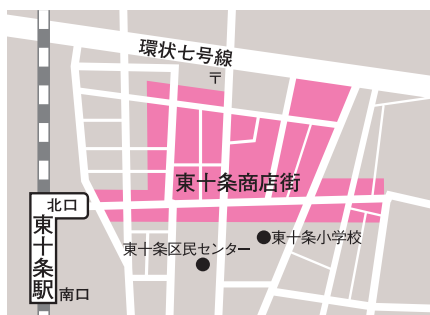 環状七号線
〒
東十条商店街
北口
東十条駅
南口
東十条小学校
東十条区民センター